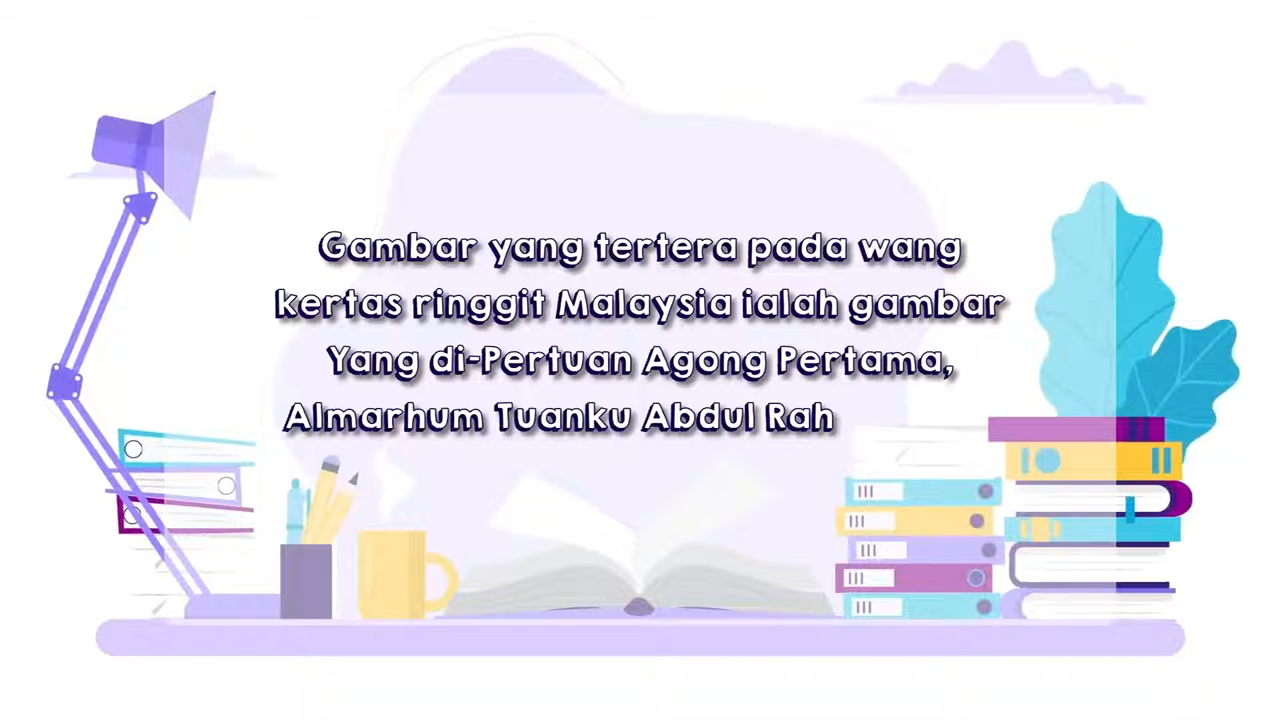 Gambar yang tertera pada wang
kertas ringgit Malaysia ialah gambar
Yang di-Pertuan Agong Pertama,
Almarhum Tuanku Abdul Rah